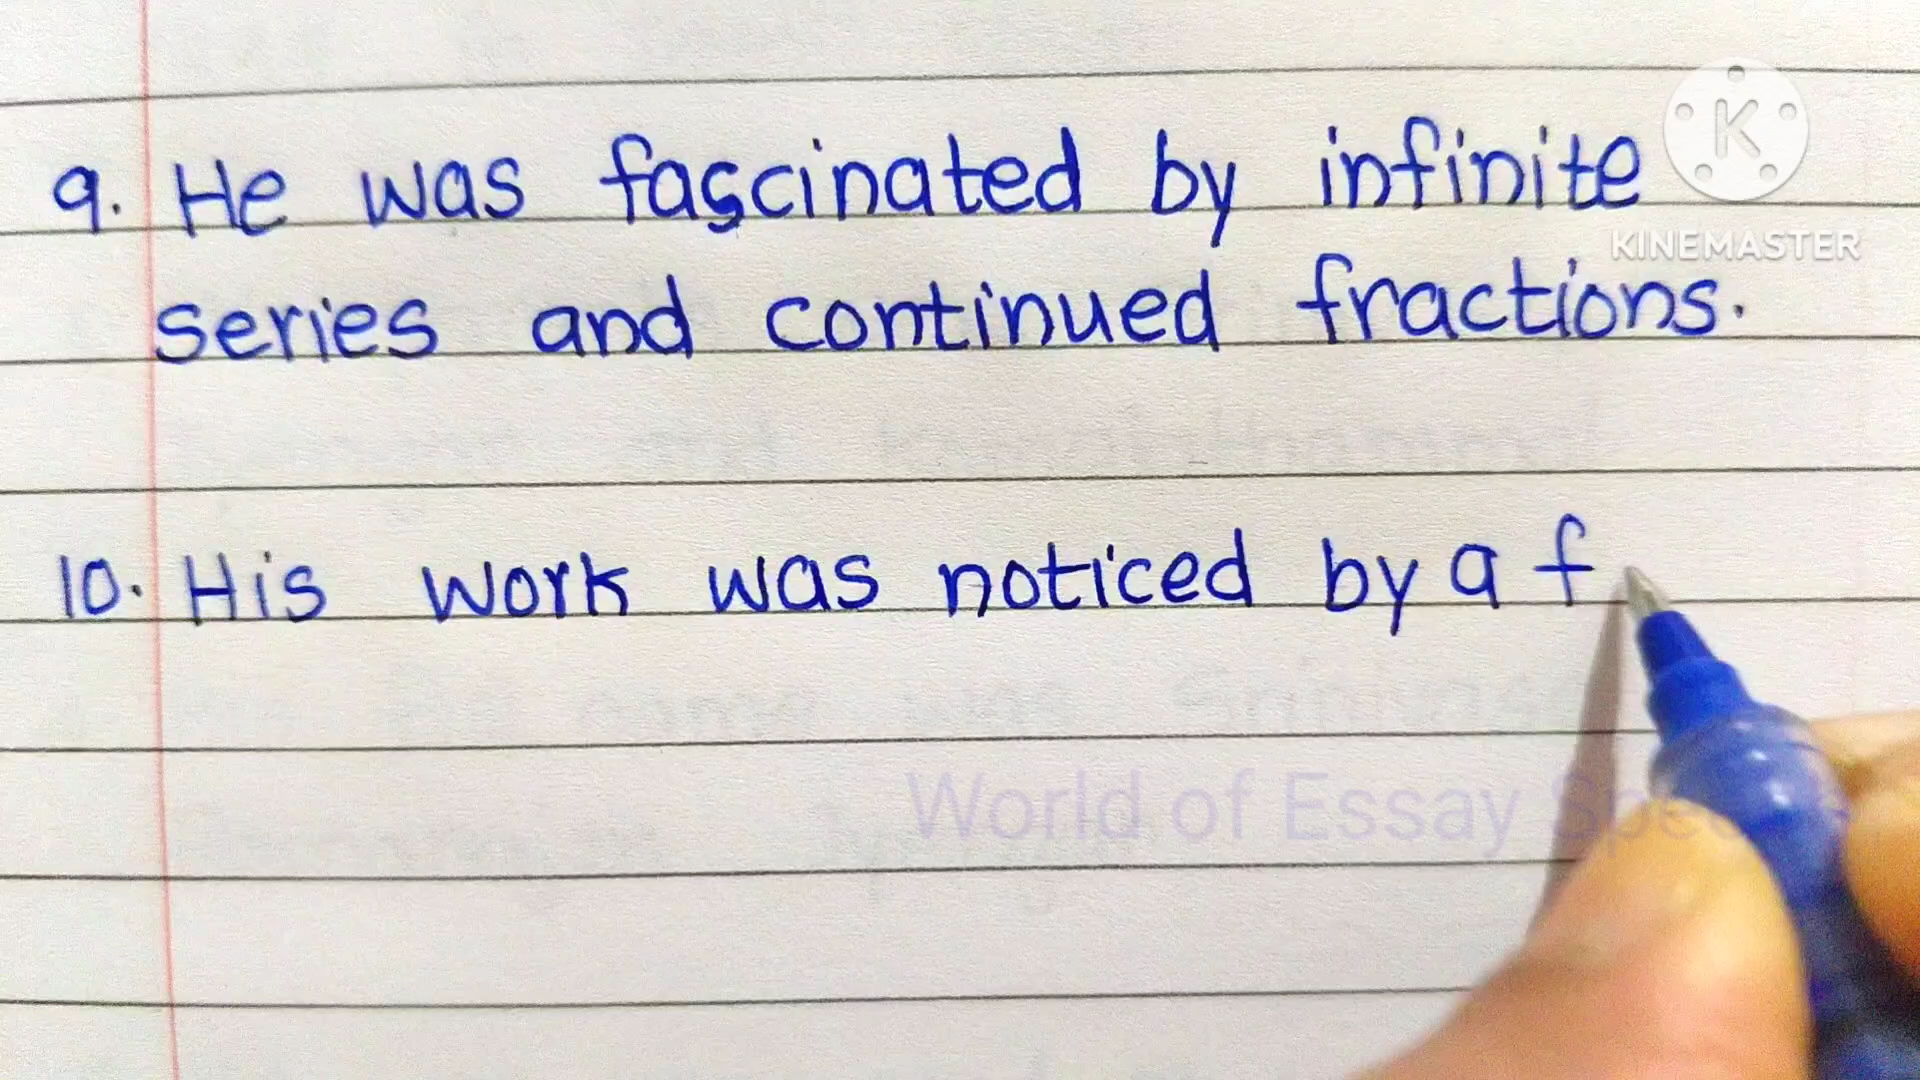 9. He was fascinated by infinite
K
KINEMASTER
series and continued fractions.
10. His work was noticed by a f
World of Essay